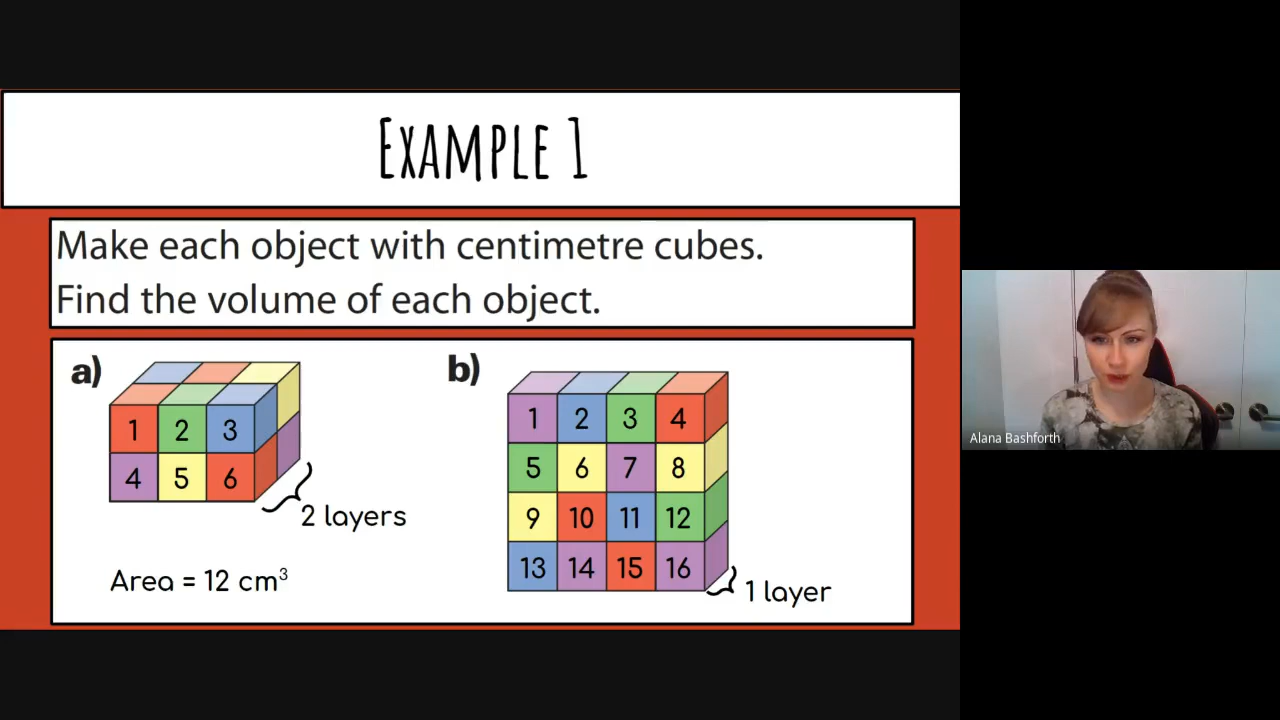 EXAMPLE 1
Make each object with centimetre cubes.
Find the volume of each object.
a)
1 2 3
4 5 6
2 layers
Area = 12 cm³
b)
1 2 3 4
5 6 7 8
9 10 11 12
13 14 15 16
1 layer
Alana Bashforth